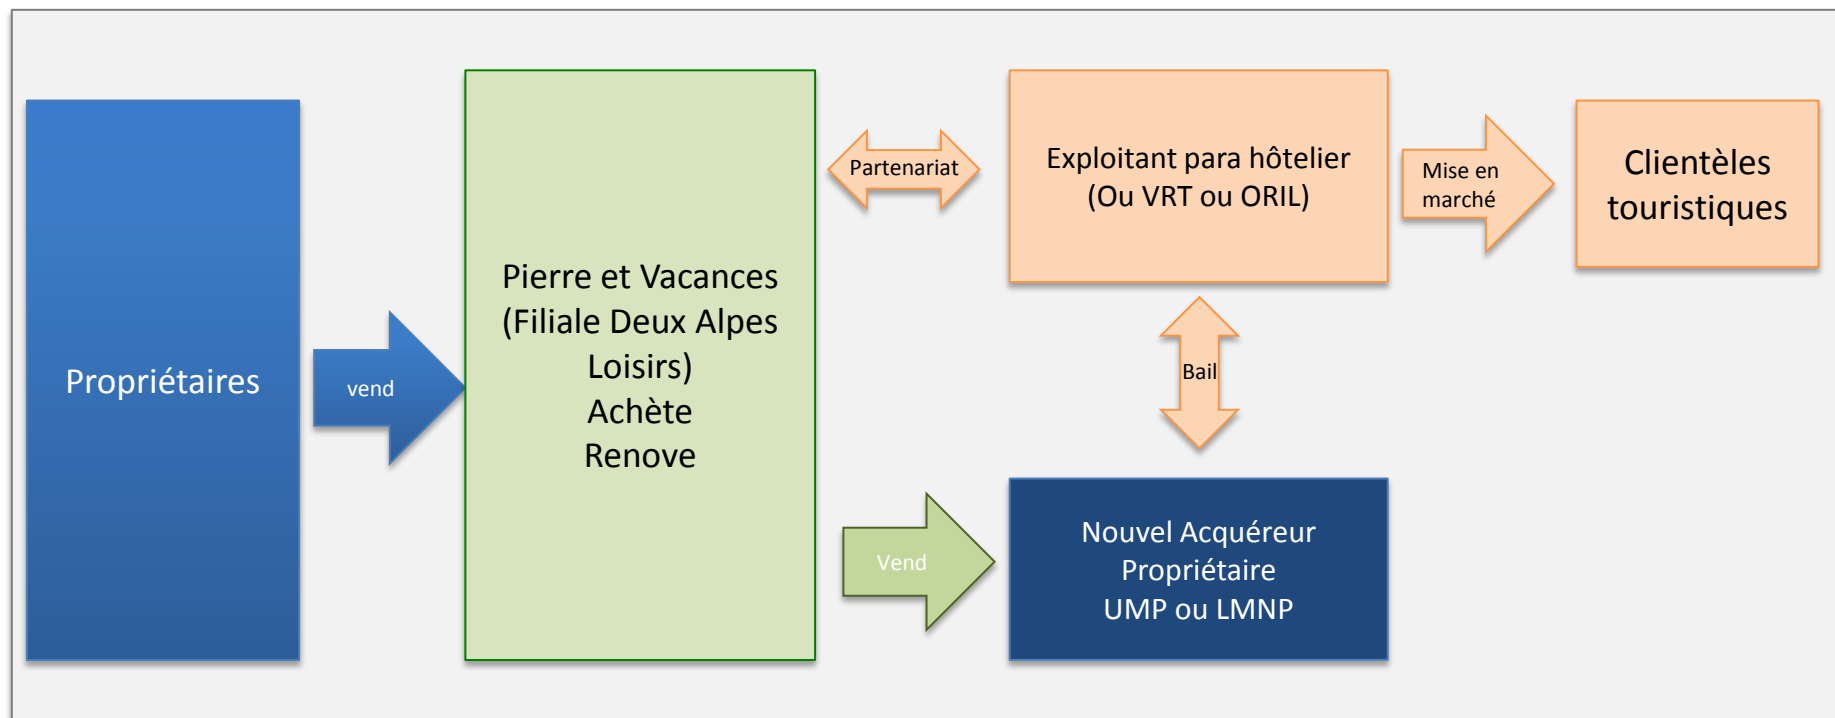 Propriétaires
vend
Pierre et Vacances
(Filiale Deux Alpes
Loisirs)
Achète
Renove
Partenariat
Exploitant para hôtelier
(Ou VRT ou ORIL)
Mise en
marché
Clientèles
touristiques
Bail
Vend
Nouvel Acquéreur
Propriétaire
UMP ou LMNP